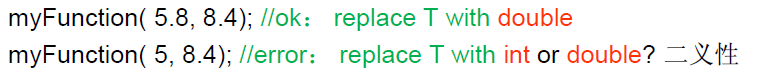 myFunction( 5.8, 8.4); //ok： replace T with double
myFunction( 5, 8.4); //error： replace T with int or double? 二义性